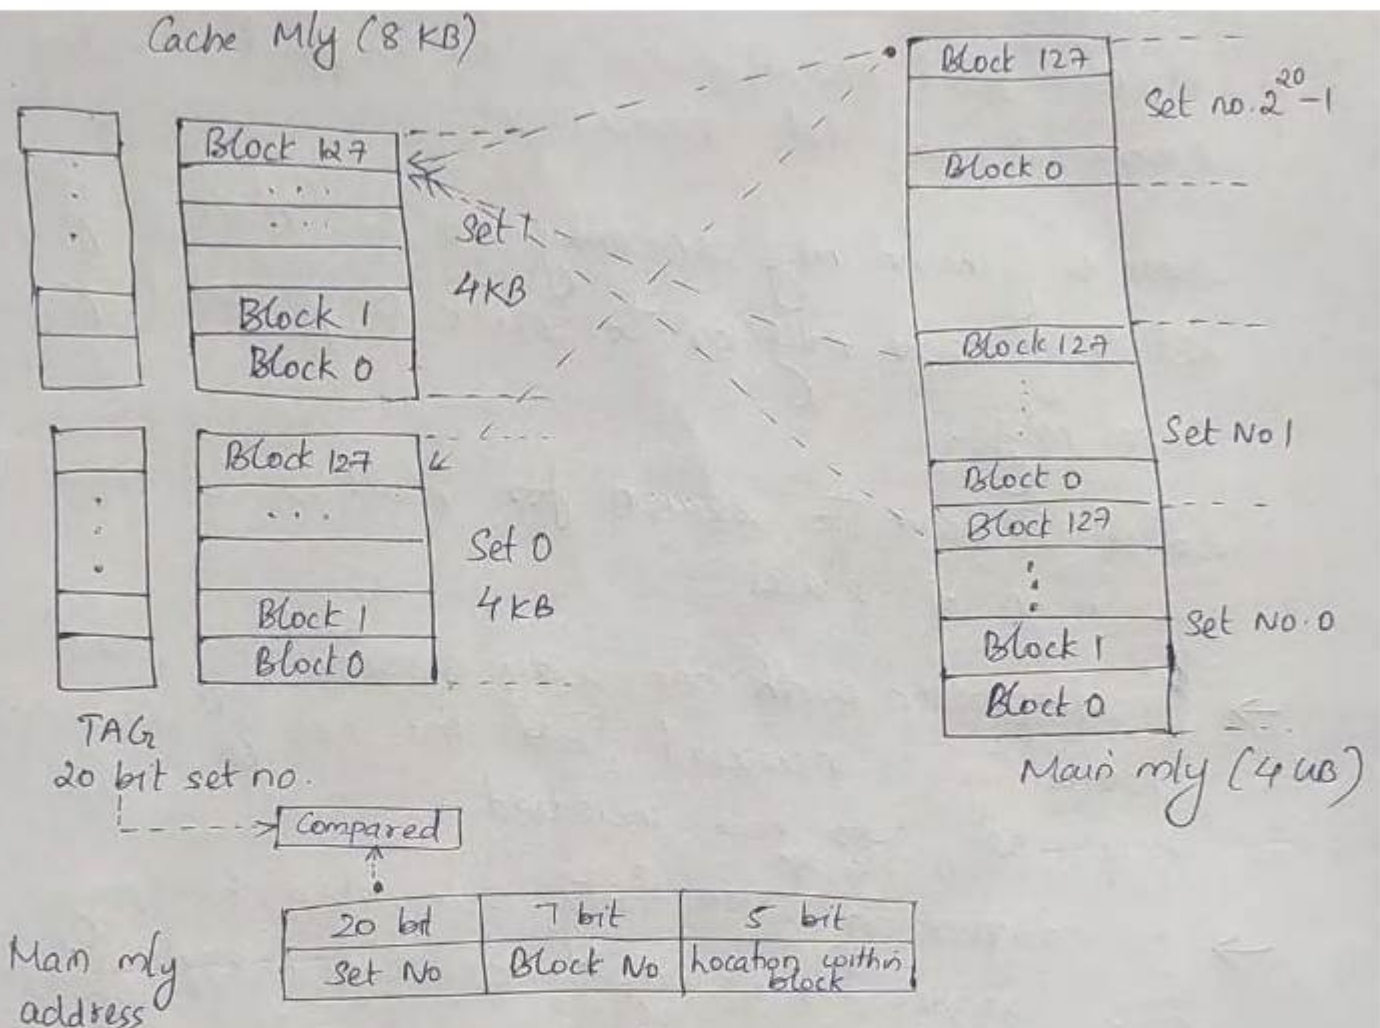 Cache Mly (8 KB)
Block 127
. . .
. . .
Block 1
Block 0
Set 1
4KB
Block 127
. . .
Block 1
Block 0
Set 0
4KB
TAG
20 bit set no.
Compared
Block 127
Block 0
Set no. 2^20-1
Block 127
Block 0
Set No 1
Block 127
Block 1
Block 0
Set No. 0
Main mly (4 GB)
Man mly
address
20 bit 7 bit 5 bit
Set No Block No Location within
block